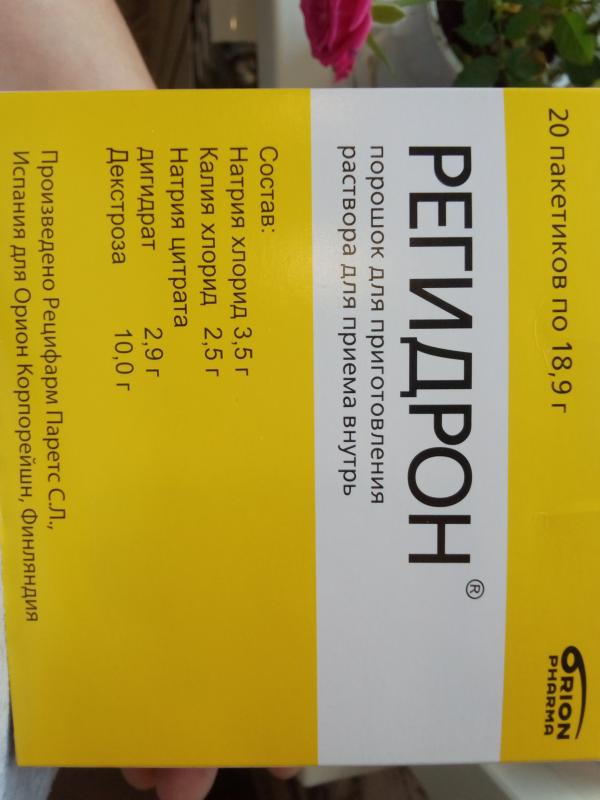 20 пакетиков по 18,9 г
РЕГИДРОН ®
порошок для приготовления
раствора для приема внутрь
Состав:
Натрия хлорид 3,5 г
Калия хлорид 2,5 г
Натрия цитрата
дигидрат 2,9 г
Декстроза 10,0 г
Произведено Рецифарм Паретс С.Л.,
Испания для Орион Корпорейшн, Финляндия
ORION
PHARMA